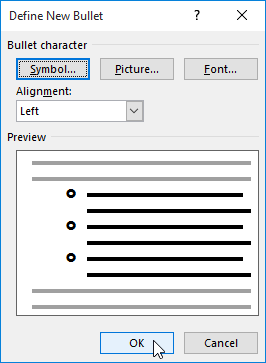 Define New Bullet ?
Bullet character
Symbol... Picture... Font...
Alignment:
Left
Preview
OK Cancel